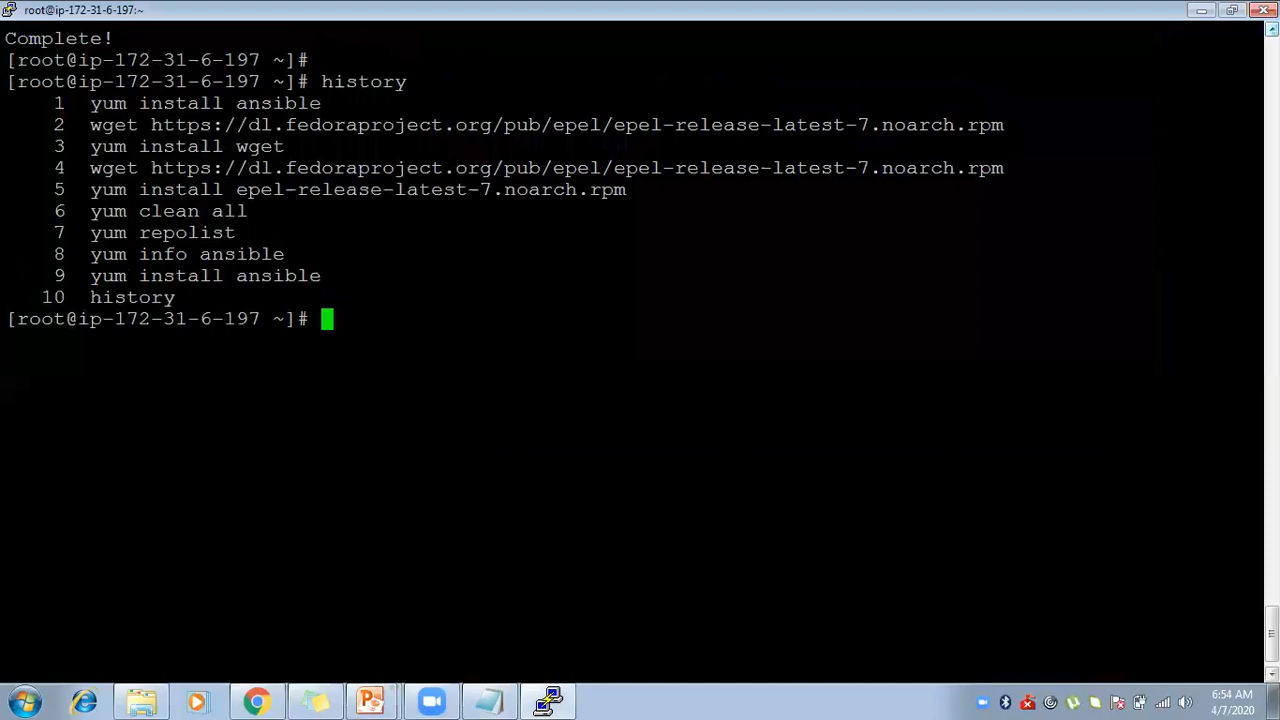 root@ip-172-31-6-197:~
Complete!
[root@ip-172-31-6-197 ~]#
[root@ip-172-31-6-197 ~]# history
1 yum install ansible
2 wget https://dl.fedoraproject.org/pub/epel/epel-release-latest-7.noarch.rpm
3 yum install wget
4 wget https://dl.fedoraproject.org/pub/epel/epel-release-latest-7.noarch.rpm
5 yum install epel-release-latest-7.noarch.rpm
6 yum clean all
7 yum repolist
8 yum info ansible
9 yum install ansible
10 history
[root@ip-172-31-6-197 ~]#
6:54 AM
4/7/2020